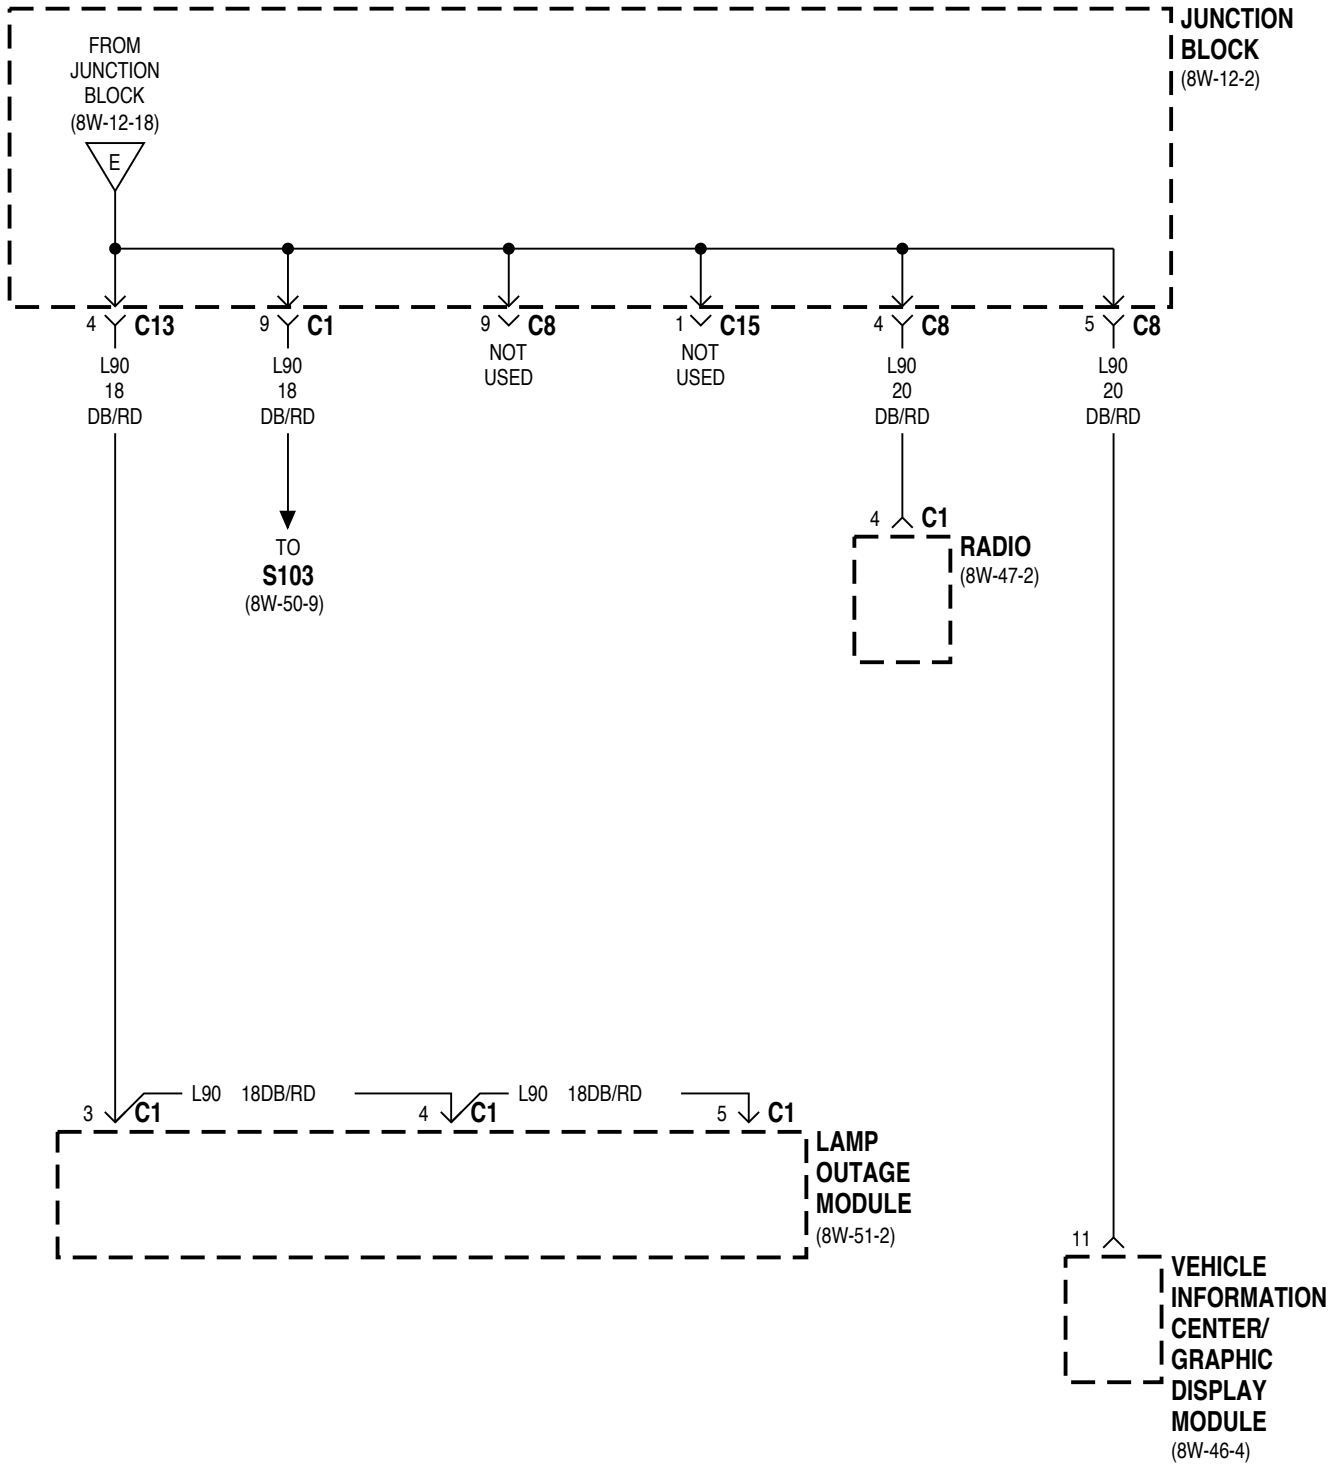 JUNCTION
BLOCK
(8W-12-2)
FROM
JUNCTION
BLOCK
(8W-12-18)
E
4 C13
9 C1
9 C8
1 C15
4 C8
5 C8
L90
18
DB/RD
L90
18
DB/RD
NOT
USED
NOT
USED
L90
20
DB/RD
L90
20
DB/RD
TO
S103
(8W-50-9)
4 C1
RADIO
(8W-47-2)
L90 18DB/RD
L90 18DB/RD
3 C1
4 C1
5 C1
LAMP
OUTAGE
MODULE
(8W-51-2)
11
VEHICLE
INFORMATION
CENTER/
GRAPHIC
DISPLAY
MODULE
(8W-46-4)